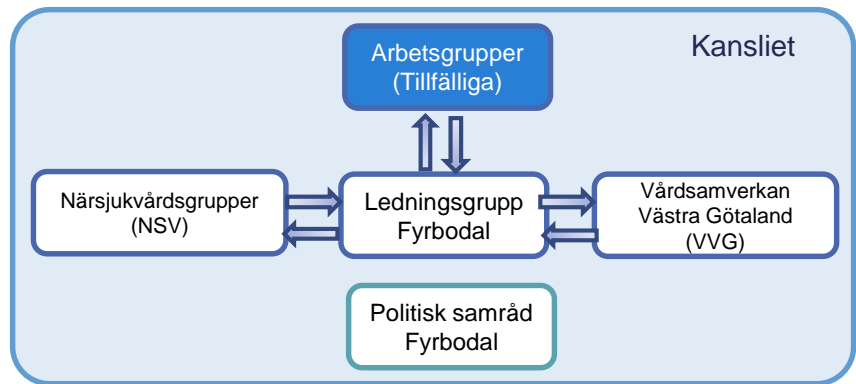 Kansliet
Arbetsgrupper
(Tillfälliga)
Närsjukvårdsgrupper
(NSV)
Ledningsgrupp
Fyrbodal
Vårdsamverkan
Västra Götaland
(VVG)
Politisk samråd
Fyrbodal